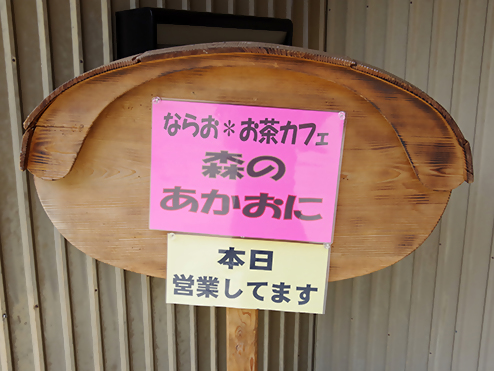 ならお＊お茶カフェ
森の
あかおに
本日
営業してます